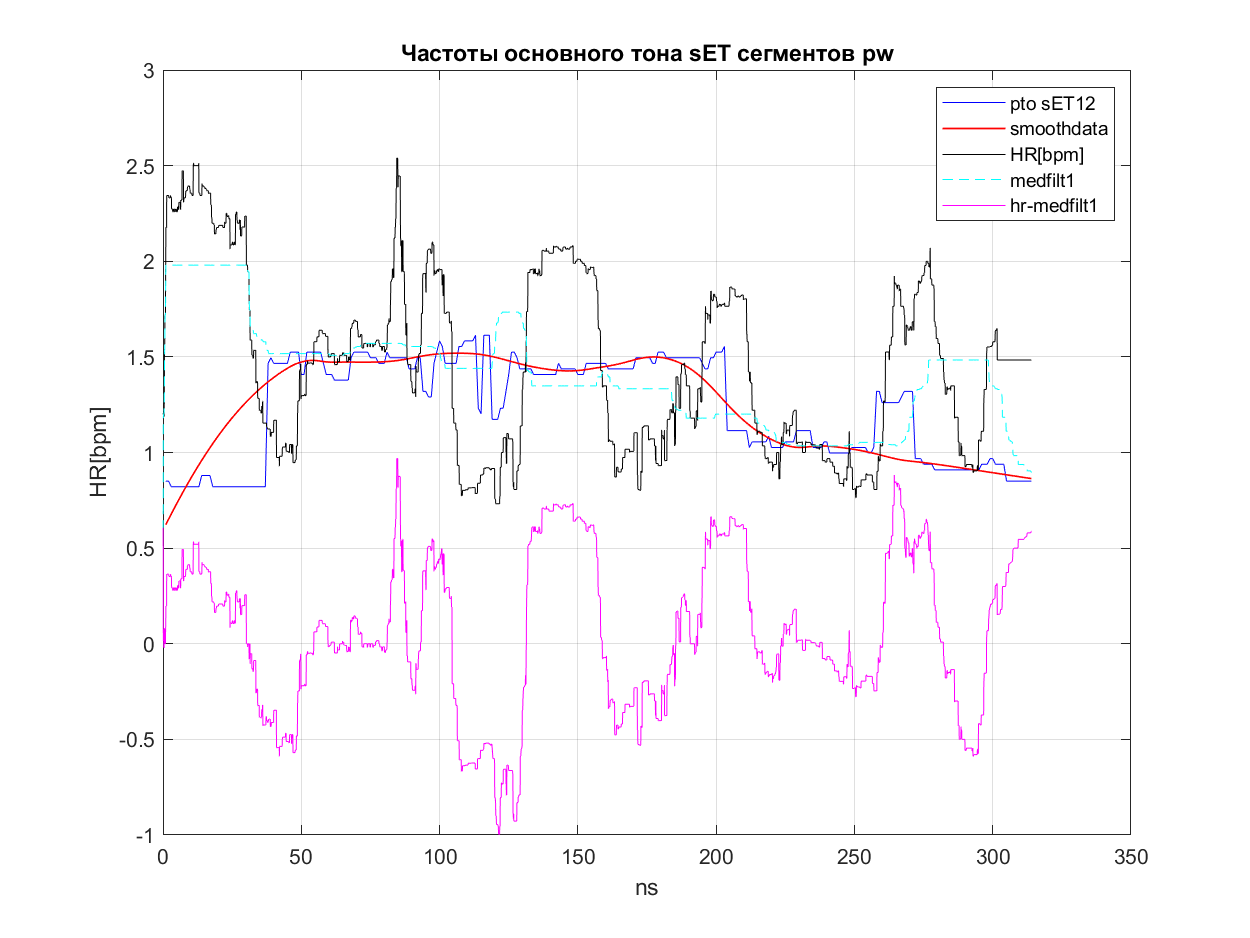 Частоты основного тона sET сегментов pw
pto sET12
smoothdata
HR[bpm]
medfilt1
hr-medfilt1
3
2.5
2
1.5
1
0.5
0
-0.5
-1
HR[bpm]
0 50 100 150 200 250 300 350
ns